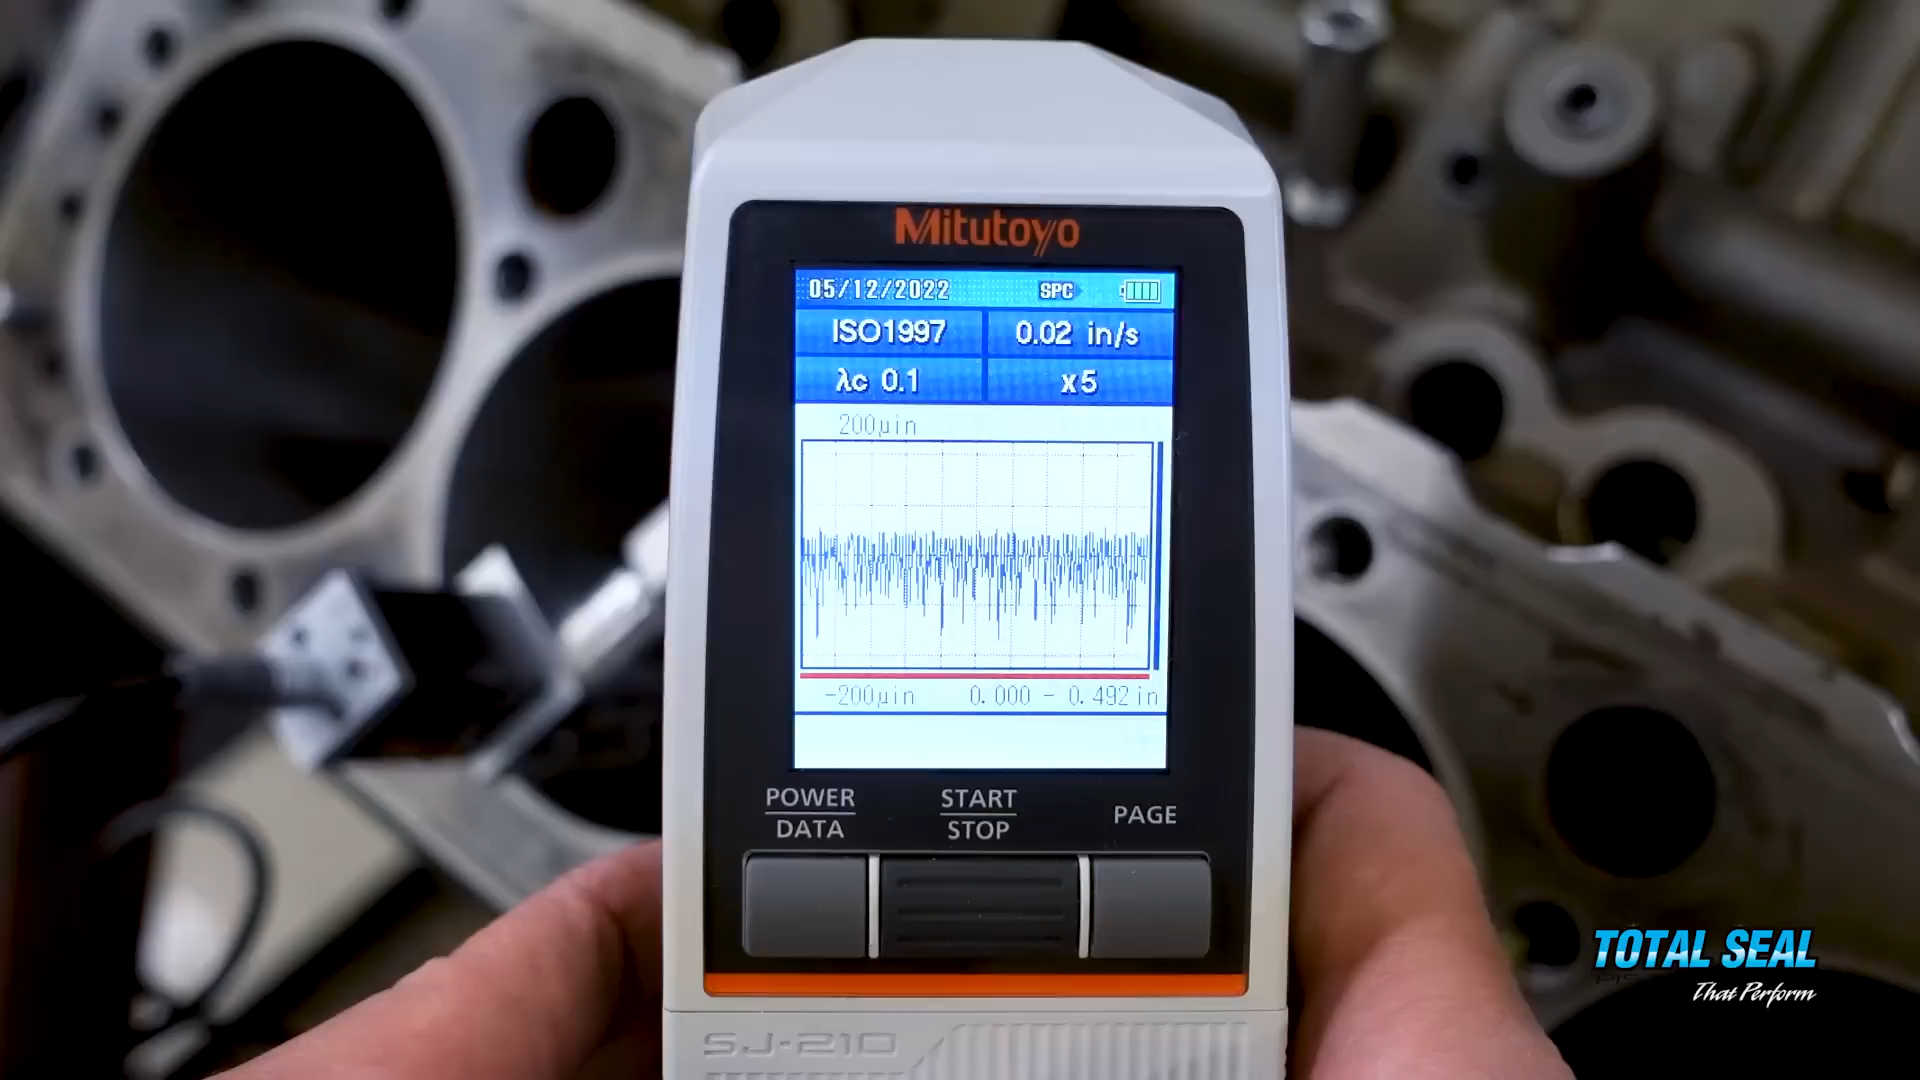 Mitutoyo
05/12/2022 SPC
ISO1997 0.02 in/s
λc 0.1 x5
200µin
-200µin 0.000 - 0.492 in
POWER START PAGE
DATA STOP
SJ-210
TOTAL SEAL
That Perform